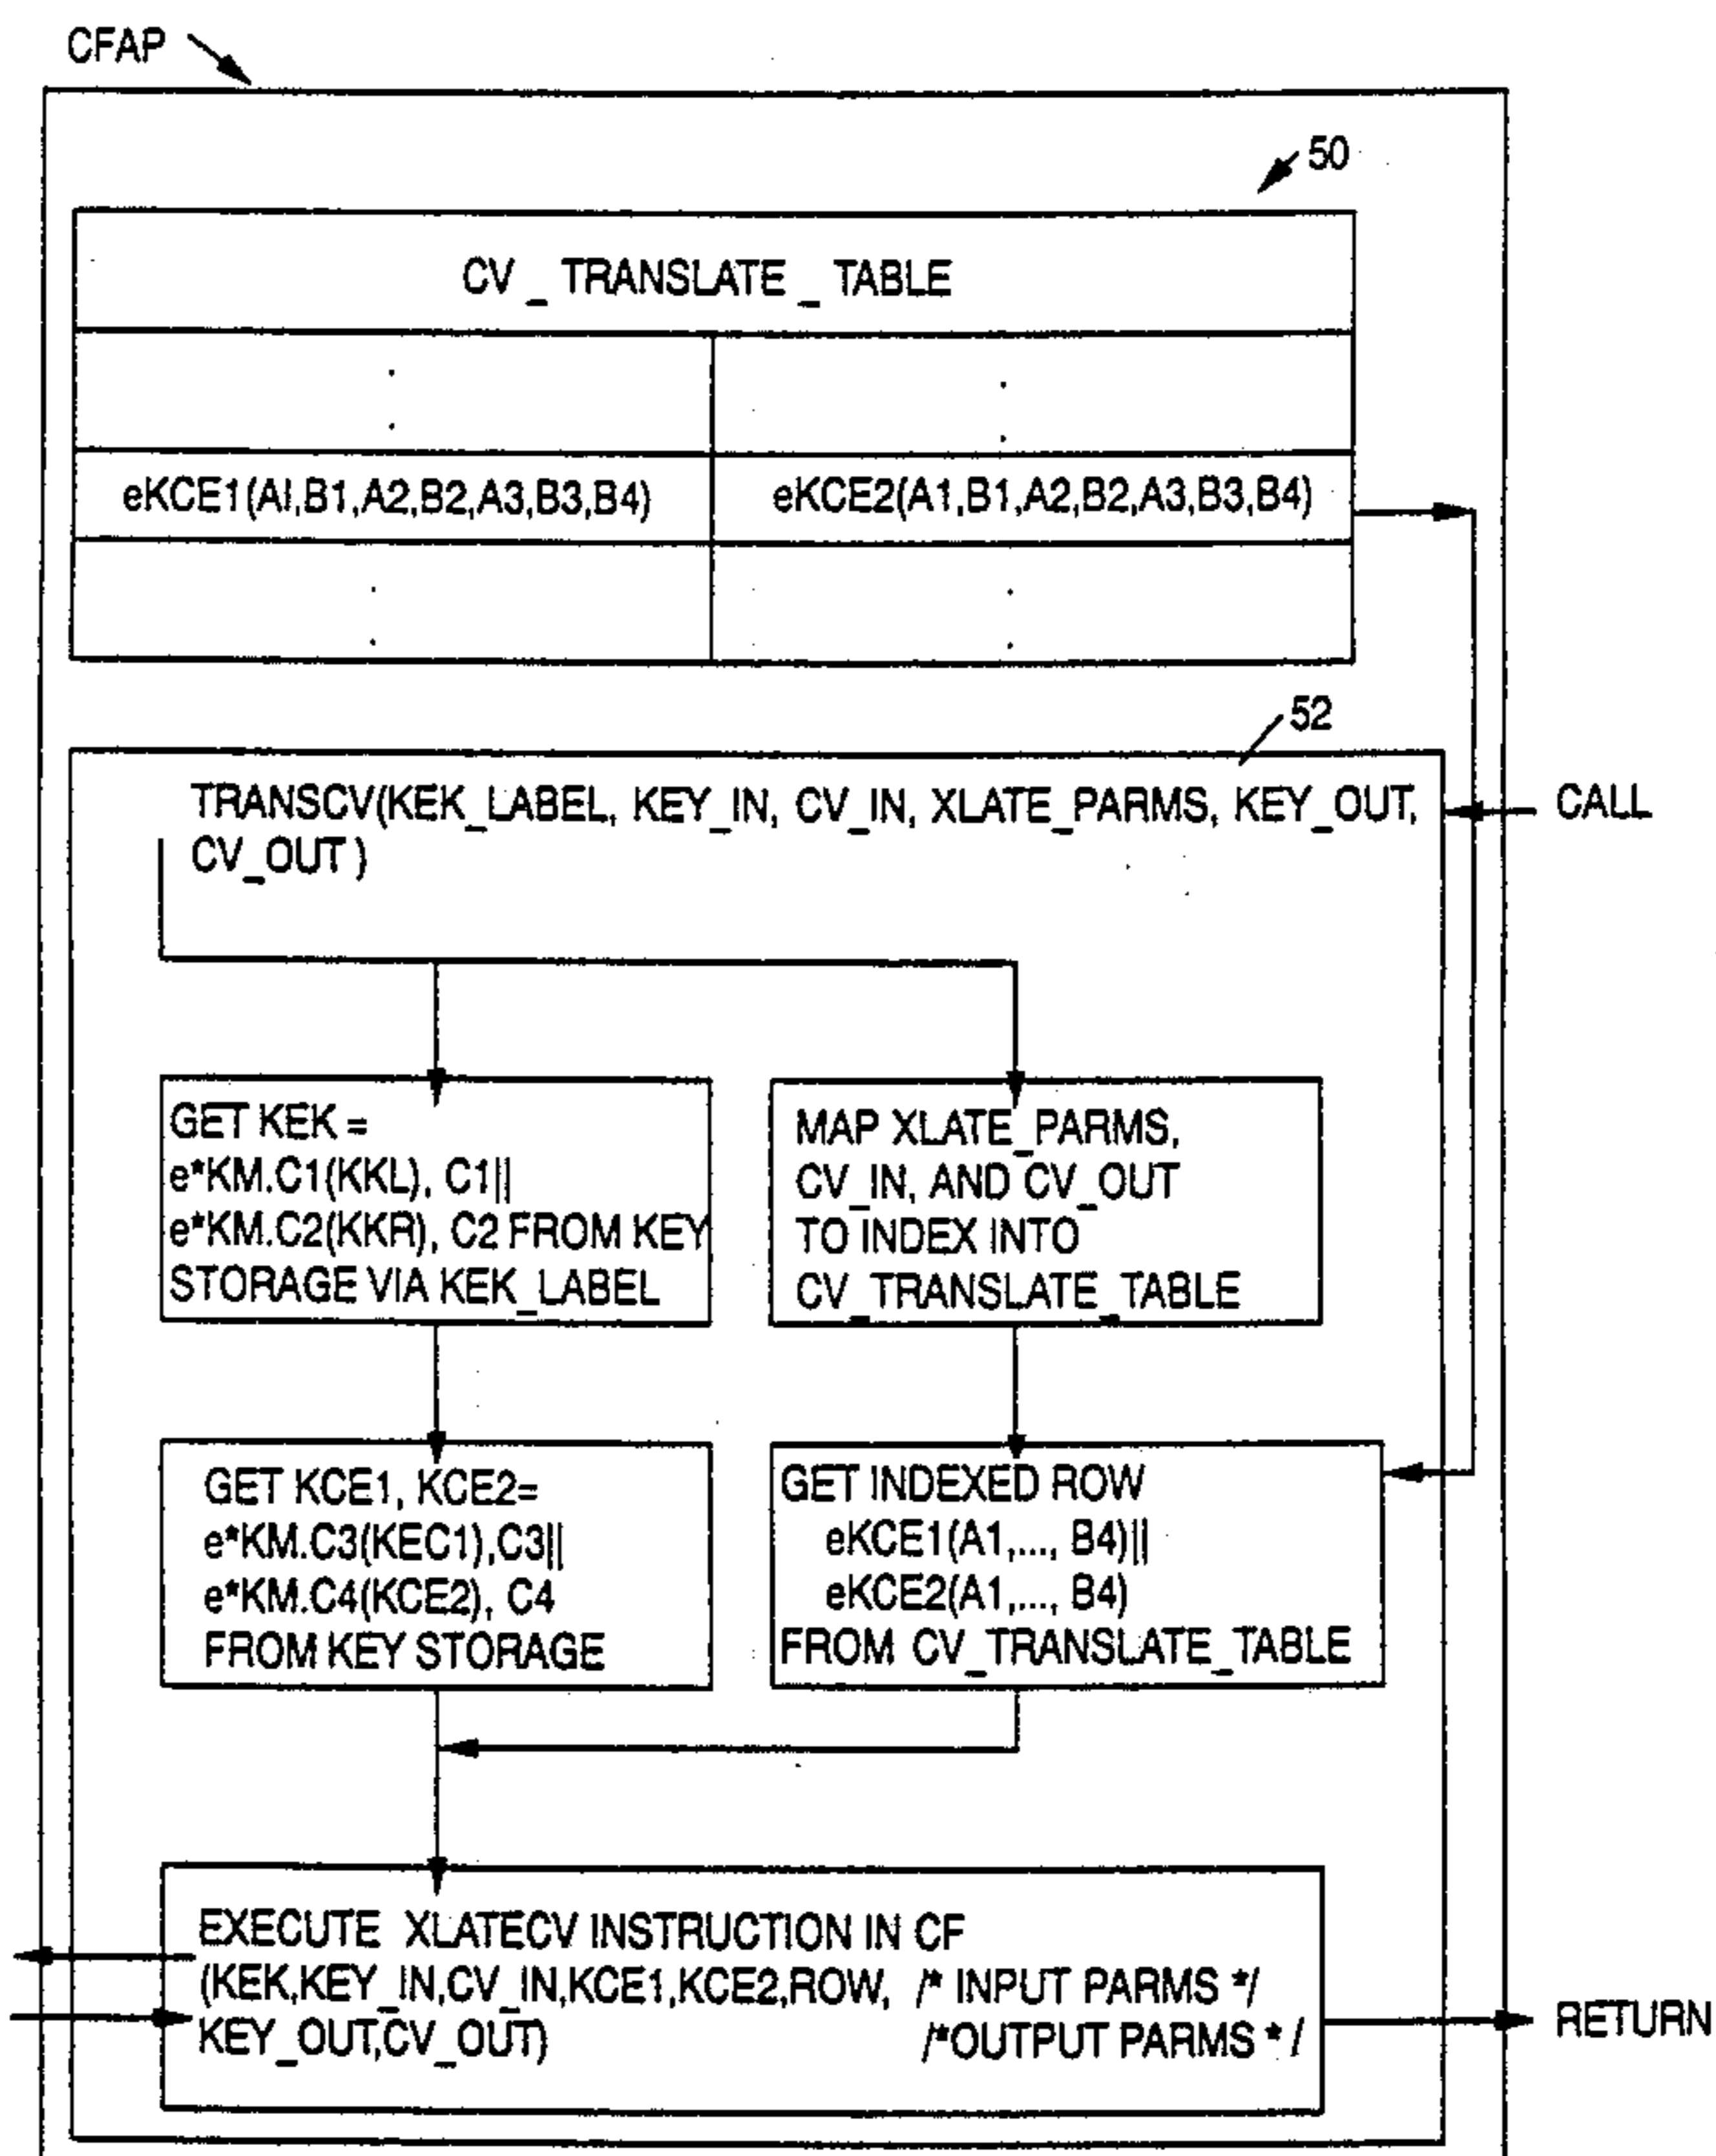 CFAP
50
CV _ TRANSLATE _ TABLE
eKCE1(AI,B1,A2,B2,A3,B3,B4)
eKCE2(A1,B1,A2,B2,A3,B3,B4)
52
TRANSCV(KEK_LABEL, KEY_IN, CV_IN, XLATE_PARMS, KEY_OUT,
CV_OUT )
CALL
GET KEK =
e*KM.C1(KKL), C1||
e*KM.C2(KKR), C2 FROM KEY
STORAGE VIA KEK_LABEL
MAP XLATE_PARMS,
CV_IN, AND CV_OUT
TO INDEX INTO
CV_TRANSLATE_TABLE
GET KCE1, KCE2=
e*KM.C3(KEC1),C3||
e*KM.C4(KCE2), C4
FROM KEY STORAGE
GET INDEXED ROW
eKCE1(A1,..., B4)||
eKCE2(A1,..., B4)
FROM CV_TRANSLATE_TABLE
EXECUTE XLATECV INSTRUCTION IN CF
(KEK,KEY_IN,CV_IN,KCE1,KCE2,ROW, /* INPUT PARMS */
KEY_OUT,CV_OUT) /*OUTPUT PARMS * /
RETURN